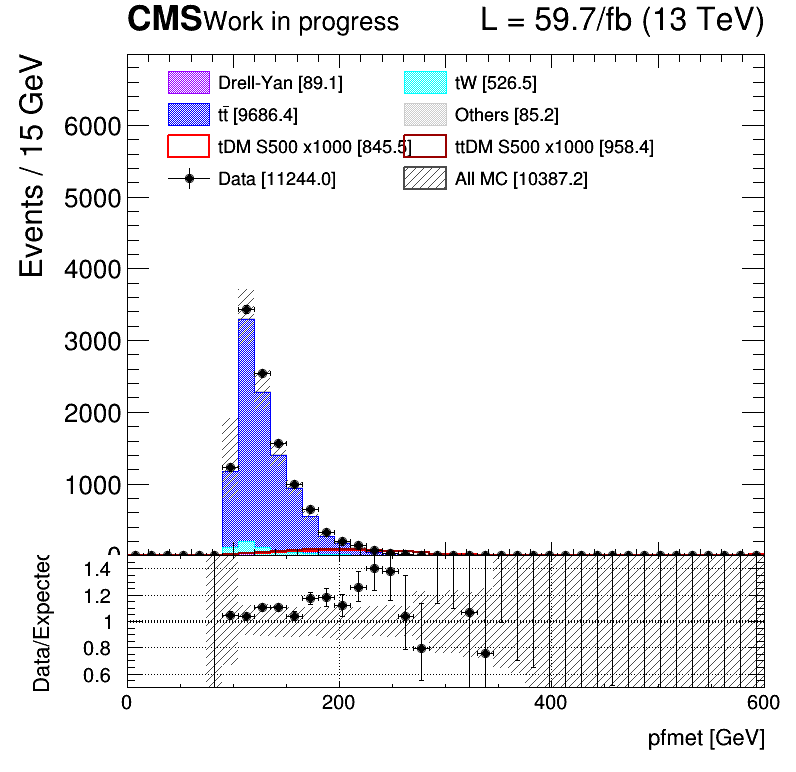 CMS Work in progress L = 59.7/fb (13 TeV)
Events / 15 GeV
Drell-Yan [89.1] tW [526.5]
tt̄ [9686.4] Others [85.2]
tDM S500 x1000 [845.5] ttDM S500 x1000 [958.4]
Data [11244.0] All MC [10387.2]
6000
5000
4000
3000
2000
1000
0
Data/Expected
1.4
1.2
1
0.8
0.6
0 200 400 600
pfmet [GeV]